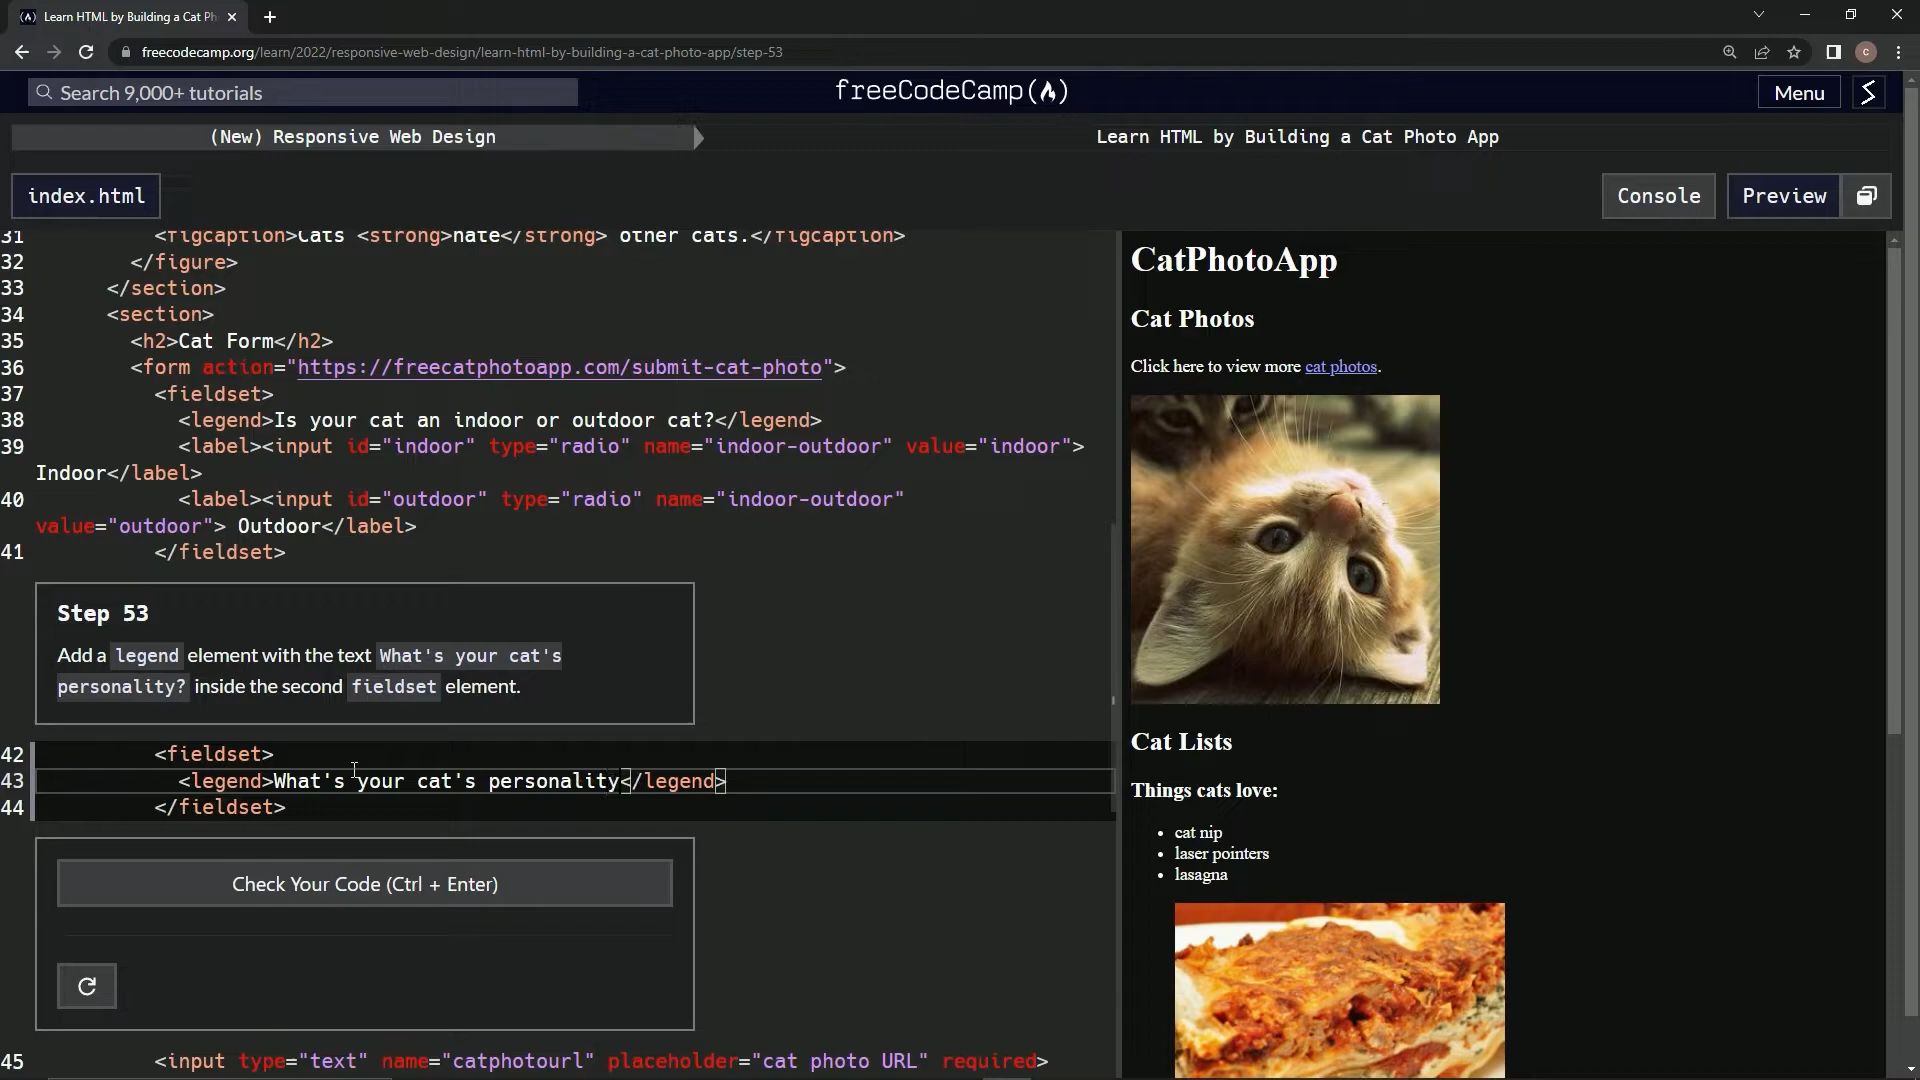 Learn HTML by Building a Cat Ph
freecodecamp.org/learn/2022/responsive-web-design/learn-html-by-building-a-cat-photo-app/step-53
C
Search 9,000+ tutorials
freeCodeCamp
Menu
(New) Responsive Web Design
Learn HTML by Building a Cat Photo App
index.html
Console
Preview
31 <figcaption>Cats <strong>hate</strong> other cats.</figcaption>
32 </figure>
33 </section>
34 <section>
35 <h2>Cat Form</h2>
36 <form action="https://freecatphotoapp.com/submit-cat-photo">
37 <fieldset>
38 <legend>Is your cat an indoor or outdoor cat?</legend>
39 <label><input id="indoor" type="radio" name="indoor-outdoor" value="indoor">
Indoor</label>
40 <label><input id="outdoor" type="radio" name="indoor-outdoor"
value="outdoor"> Outdoor</label>
41 </fieldset>
Step 53
Add a legend element with the text What's your cat's
personality? inside the second fieldset element.
42 <fieldset>
43 <legend>What's your cat's personality</legend>
44 </fieldset>
Check Your Code (Ctrl + Enter)
45 <input type="text" name="catphotourl" placeholder="cat photo URL" required>
CatPhotoApp
Cat Photos
Click here to view more cat photos.
Cat Lists
Things cats love:
cat nip
laser pointers
lasagna